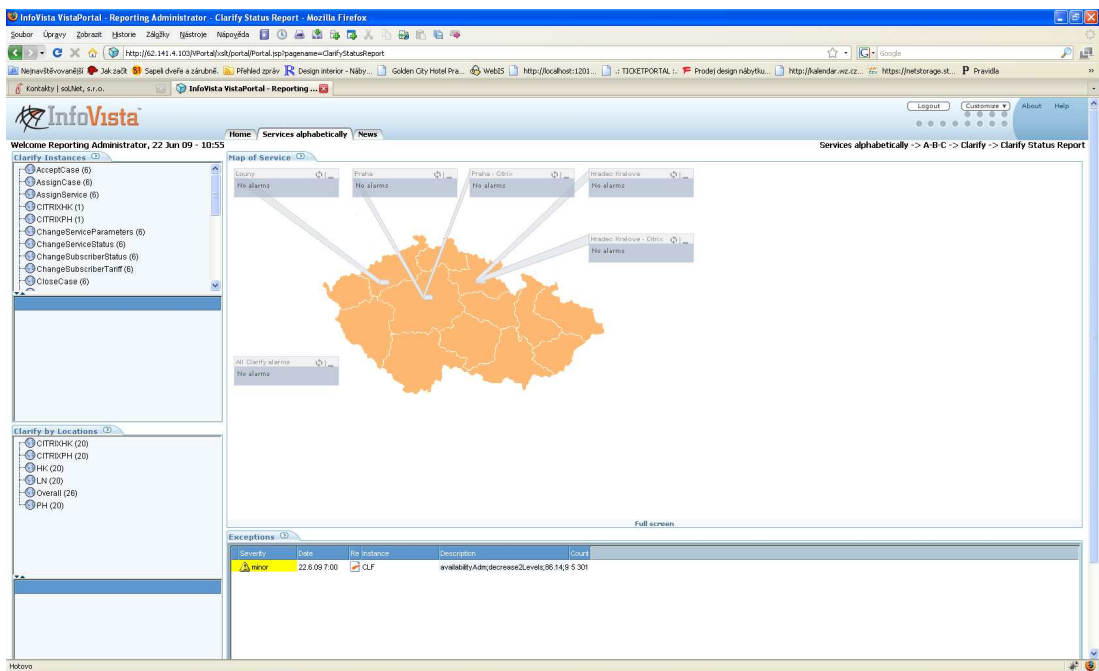 InfoVista VistaPortal - Reporting Administrator - Clarify Status Report - Mozilla Firefox
Soubor Úpravy Zobrazit Historie Záložky Nástroje Nápověda
http://62.141.4.103/VPortal/xslt/portal/Portal.jsp?pagename=ClarifyStatusReport
Google
Nejnavštěvovanější Jak začít Sapeli dveře a zárubně. Přehled zpráv Design interior - Náby... Golden City Hotel Pra... WebIS http://localhost:1201... .: TICKETPORTAL :. Prodej design nábytku... http://kalendar.wz.cz... https://netstorage.st... P Pravidla
Kontakty | sol.Net, s.r.o. InfoVista VistaPortal - Reporting ...
InfoVista
Logout Customize About Help
Home Services alphabetically News
Welcome Reporting Administrator, 22 Jun 09 - 10:55
Services alphabetically -> A-B-C -> Clarify -> Clarify Status Report
Clarify Instances
AcceptCase (6)
AssignCase (6)
AssignService (6)
CITRIXHK (1)
CITRIXPH (1)
ChangeServiceParameters (6)
ChangeServiceStatus (6)
ChangeSubscriberStatus (6)
ChangeSubscriberTariff (6)
CloseCase (6)
Map of Service
Louny
No alarms
Praha
No alarms
Praha - Citrix
No alarms
Hradec Kralove
No alarms
Hradec Kralove - Citrix
No alarms
All Clarify alarms
No alarms
Clarify by Locations
CITRIXHK (20)
CITRIXPH (20)
HK (20)
LN (20)
Overall (26)
PH (20)
Full screen
Exceptions
Severity Date Re Instance Description Count
minor 22.6.09 7:00 CLF availabilityAdm;decrease2Levels;86.14;9 5 301
Hotovo